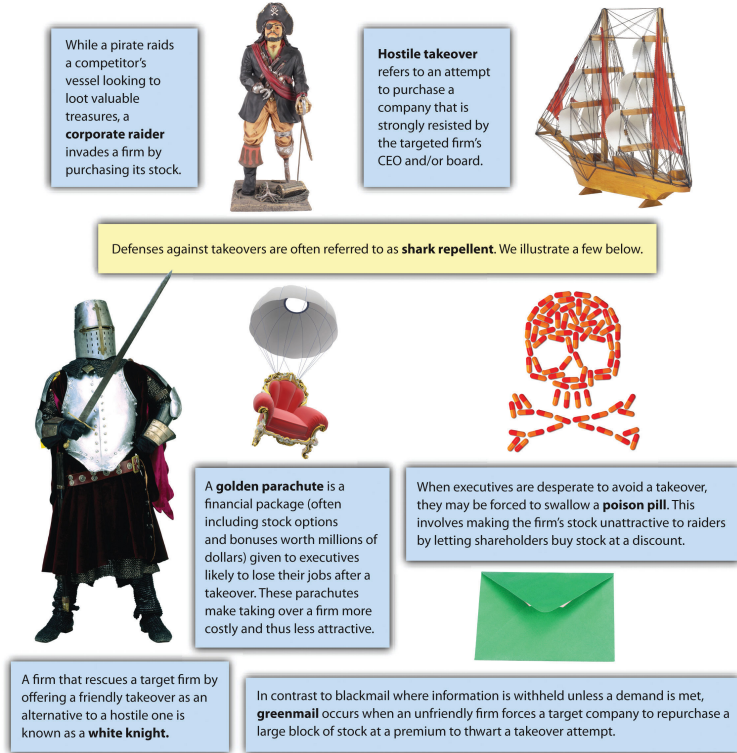 While a pirate raids
a competitor's
vessel looking to
loot valuable
treasures, a
corporate raider
invades a firm by
purchasing its stock.
Hostile takeover
refers to an attempt
to purchase a
company that is
strongly resisted by
the targeted firm's
CEO and/or board.
Defenses against takeovers are often referred to as shark repellent. We illustrate a few below.
A golden parachute is a
financial package (often
including stock options
and bonuses worth millions of
dollars) given to executives
likely to lose their jobs after a
takeover. These parachutes
make taking over a firm more
costly and thus less attractive.
When executives are desperate to avoid a takeover,
they may be forced to swallow a poison pill. This
involves making the firm's stock unattractive to raiders
by letting shareholders buy stock at a discount.
A firm that rescues a target firm by
offering a friendly takeover as an
alternative to a hostile one is
known as a white knight.
In contrast to blackmail where information is withheld unless a demand is met,
greenmail occurs when an unfriendly firm forces a target company to repurchase a
large block of stock at a premium to thwart a takeover attempt.